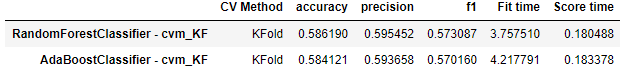 CV Method accuracy precision f1 Fit time Score time
RandomForestClassifier - cvm_KF KFold 0.586190 0.595452 0.573087 3.757510 0.180488
AdaBoostClassifier - cvm_KF KFold 0.584121 0.593658 0.570160 4.217791 0.183378